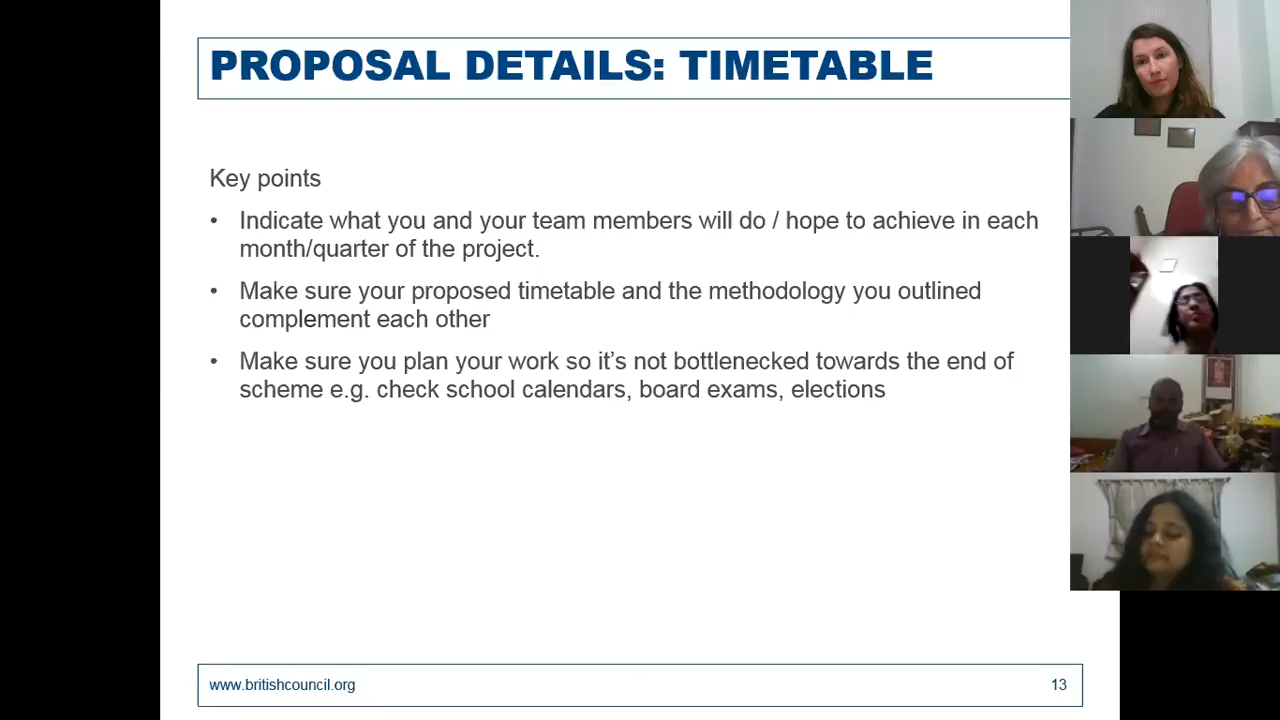 PROPOSAL DETAILS: TIMETABLE
Key points
• Indicate what you and your team members will do / hope to achieve in each
month/quarter of the project.
• Make sure your proposed timetable and the methodology you outlined
complement each other
• Make sure you plan your work so it’s not bottlenecked towards the end of
scheme e.g. check school calendars, board exams, elections
www.britishcouncil.org
13